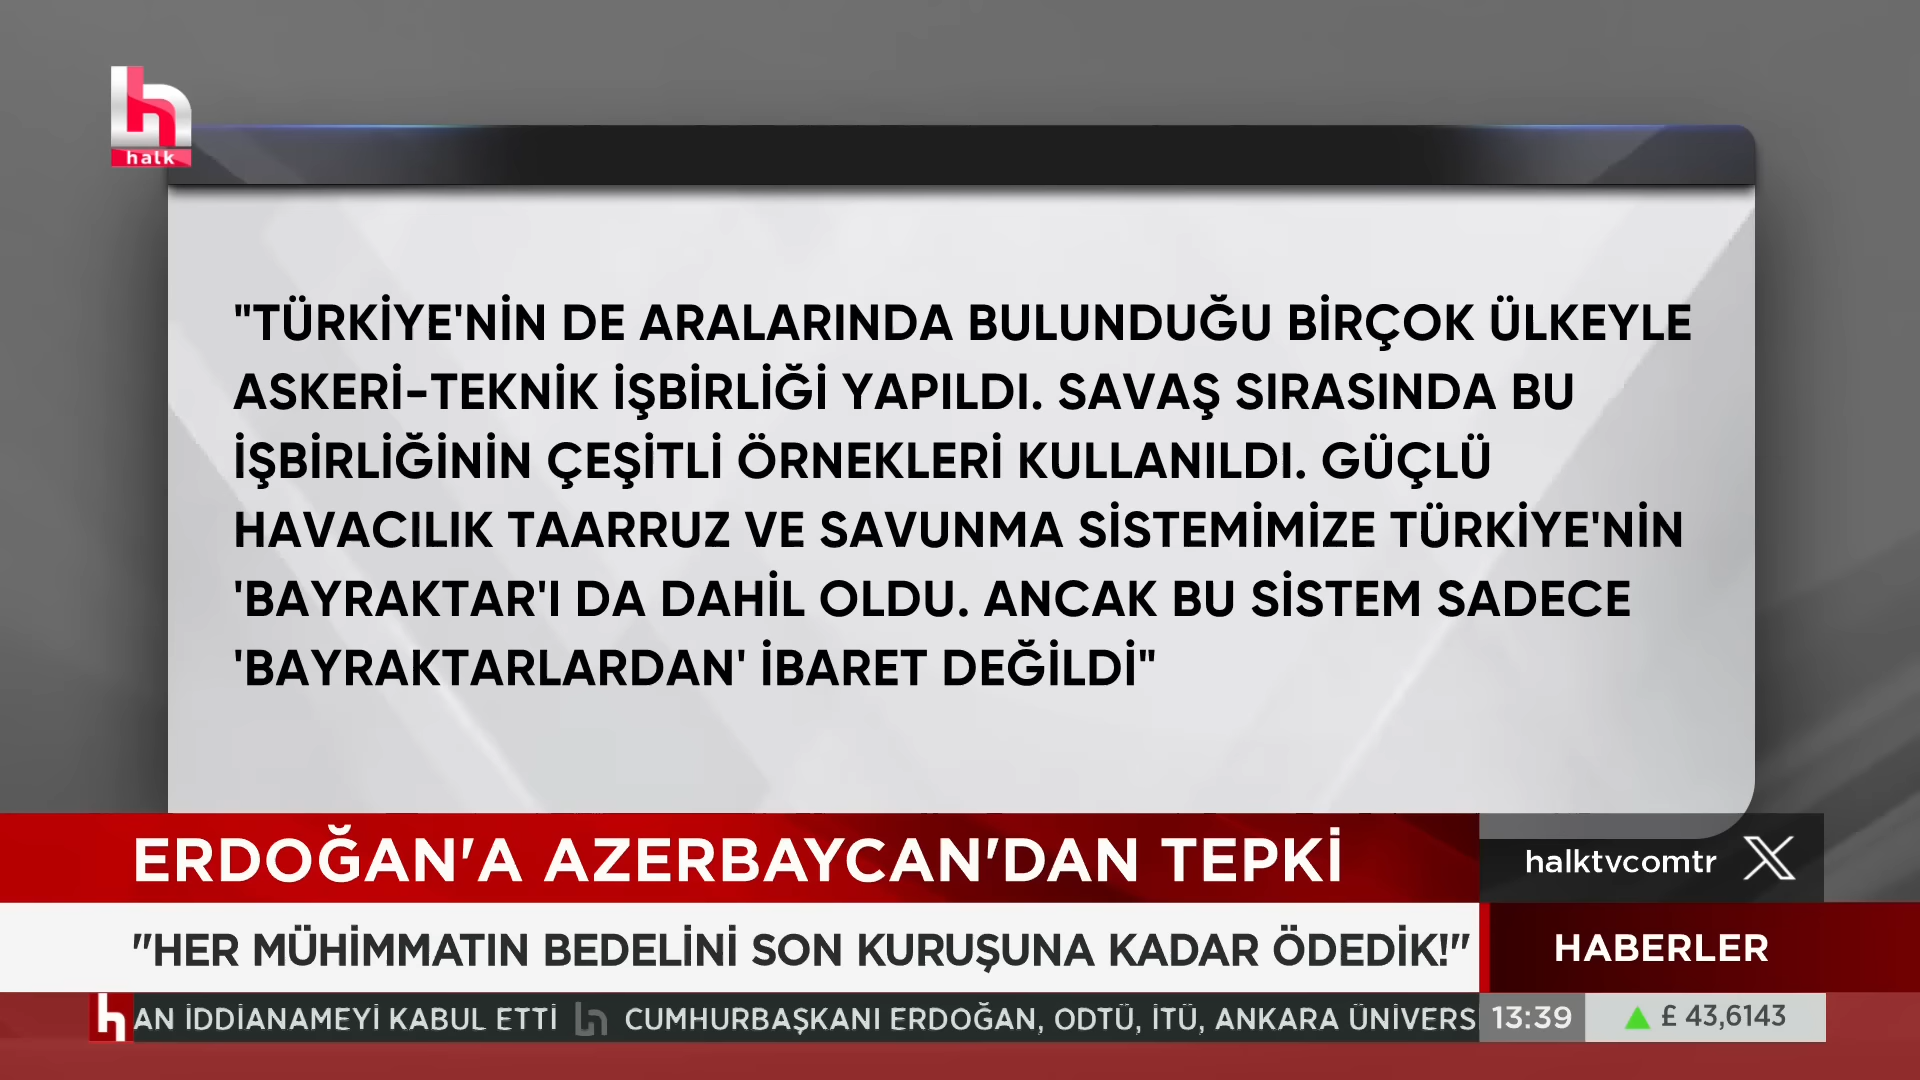 halk
"TÜRKİYE'NİN DE ARALARINDA BULUNDUĞU BİRÇOK ÜLKEYLE
ASKERİ-TEKNİK İŞBİRLİĞİ YAPILDI. SAVAŞ SIRASINDA BU
İŞBİRLİĞİNİN ÇEŞİTLİ ÖRNEKLERİ KULLANILDI. GÜÇLÜ
HAVACILIK TAARRUZ VE SAVUNMA SİSTEMİMİZE TÜRKİYE'NİN
'BAYRAKTAR'I DA DAHİL OLDU. ANCAK BU SİSTEM SADECE
'BAYRAKTARLARDAN' İBARET DEĞİLDİ"
ERDOĞAN'A AZERBAYCAN'DAN TEPKİ
halktvcomtr X
"HER MÜHİMMATIN BEDELİNİ SON KURUŞUNA KADAR ÖDEDİK!"
HABERLER
AN İDDİANAMEYİ KABUL ETTİ CUMHURBAŞKANI ERDOĞAN, ODTÜ, İTÜ, ANKARA ÜNİVERS 13:39 £ 43,6143